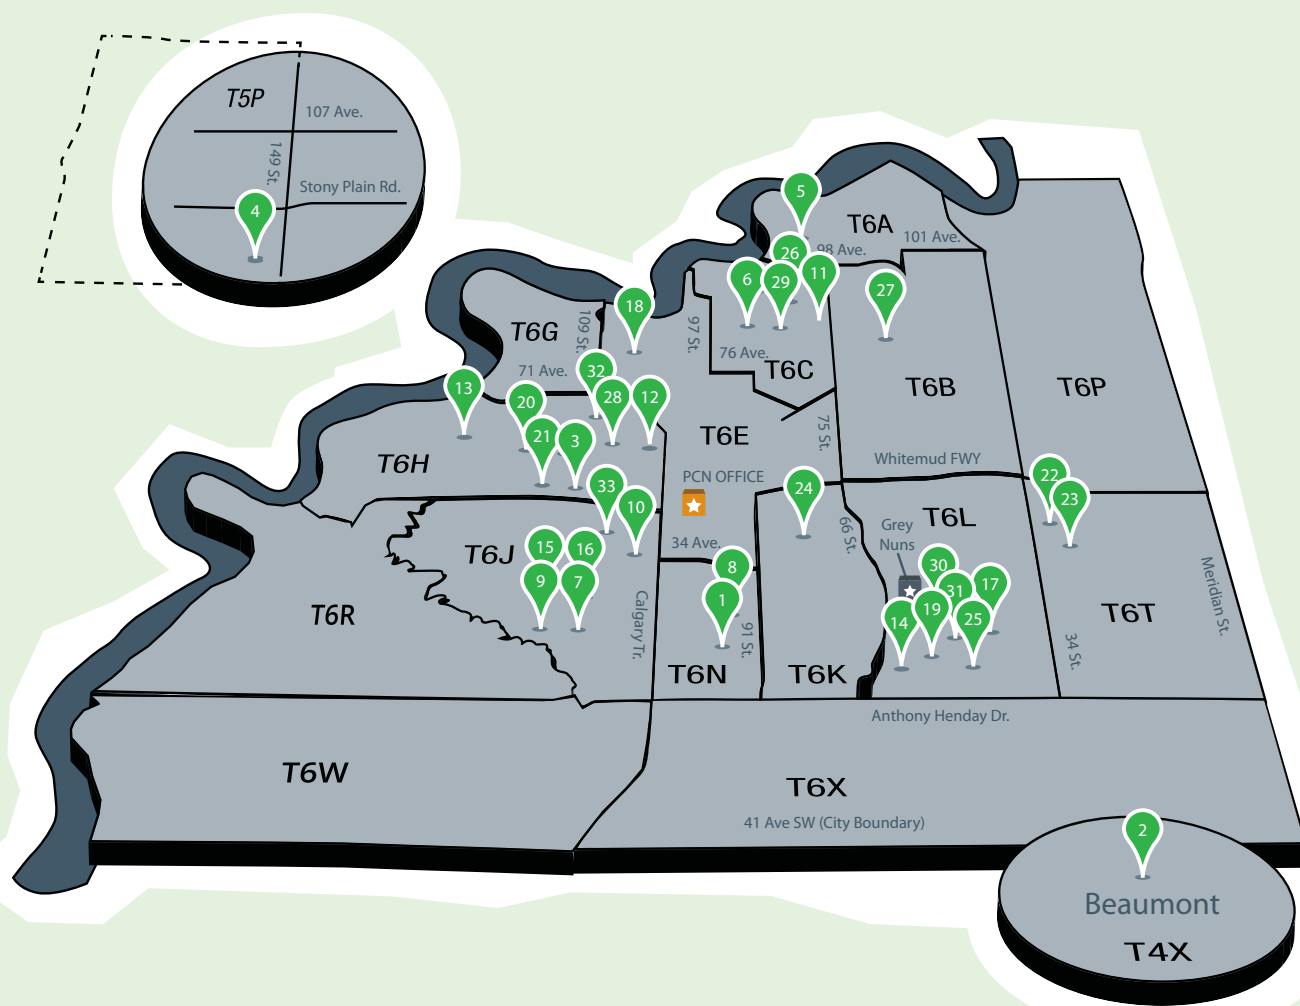 T5P
107 Ave.
149 St.
Stony Plain Rd.
4
5
T6A
98 Ave.
101 Ave.
26
6
29
11
27
18
T6G
109 St.
97 St.
76 Ave.
T6C
71 Ave.
32
13
20
28
12
T6B
T6P
21
3
T6E
75 St.
T6H
PCN OFFICE
Whitemud FWY
33
10
24
22
23
T6L
66 St.
Grey
Nuns
T6J
15
16
34 Ave.
8
9
7
1
30
31
17
14
19
25
T6R
Calgary Tr.
91 St.
T6T
Meridian St.
34 St.
T6N
T6K
Anthony Henday Dr.
T6W
T6X
41 Ave SW (City Boundary)
2
Beaumont
T4X